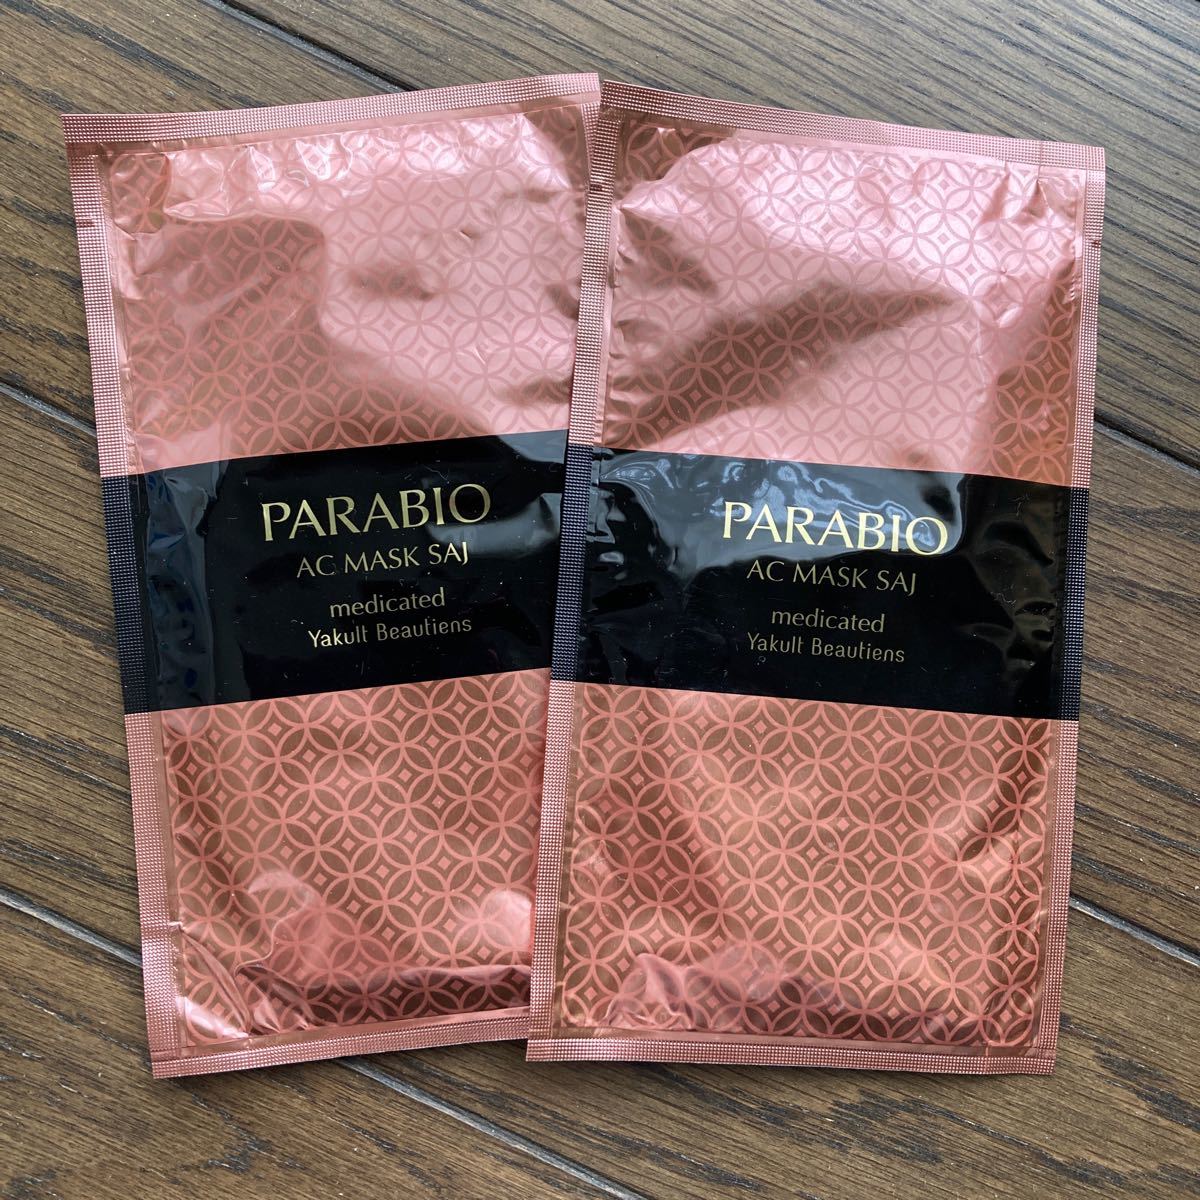 PARABIO
AC MASK SAJ
medicated
Yakult Beautiens
PARABIO
AC MASK SAJ
medicated
Yakult Beautiens